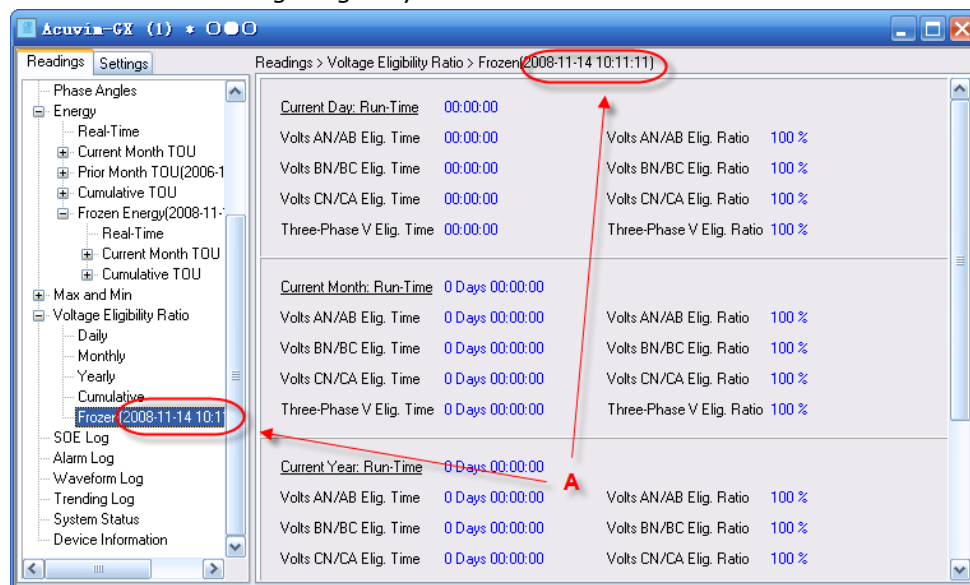 Acuvim-GX (1) *
Readings Settings
Readings > Voltage Eligibility Ratio > Frozen(2008-11-14 10:11:11)
Phase Angles
Energy
Real-Time
Current Month TOU
Prior Month TOU(2006-1
Cumulative TOU
Frozen Energy(2008-11-
Real-Time
Current Month TOU
Cumulative TOU
Max and Min
Voltage Eligibility Ratio
Daily
Monthly
Yearly
Cumulative
Frozen(2008-11-14 10:1
SOE Log
Alarm Log
Waveform Log
Trending Log
System Status
Device Information
Current Day: Run-Time 00:00:00
Volts AN/AB Elig. Time 00:00:00 Volts AN/AB Elig. Ratio 100 %
Volts BN/BC Elig. Time 00:00:00 Volts BN/BC Elig. Ratio 100 %
Volts CN/CA Elig. Time 00:00:00 Volts CN/CA Elig. Ratio 100 %
Three-Phase V Elig. Time 00:00:00 Three-Phase V Elig. Ratio 100 %
Current Month: Run-Time 0 Days 00:00:00
Volts AN/AB Elig. Time 0 Days 00:00:00 Volts AN/AB Elig. Ratio 100 %
Volts BN/BC Elig. Time 0 Days 00:00:00 Volts BN/BC Elig. Ratio 100 %
Volts CN/CA Elig. Time 0 Days 00:00:00 Volts CN/CA Elig. Ratio 100 %
Three-Phase V Elig. Time 0 Days 00:00:00 Three-Phase V Elig. Ratio 100 %
Current Year: Run-Time 0 Days 00:00:00
A
Volts AN/AB Elig. Time 0 Days 00:00:00 Volts AN/AB Elig. Ratio 100 %
Volts BN/BC Elig. Time 0 Days 00:00:00 Volts BN/BC Elig. Ratio 100 %
Volts CN/CA Elig. Time 0 Days 00:00:00 Volts CN/CA Elig. Ratio 100 %